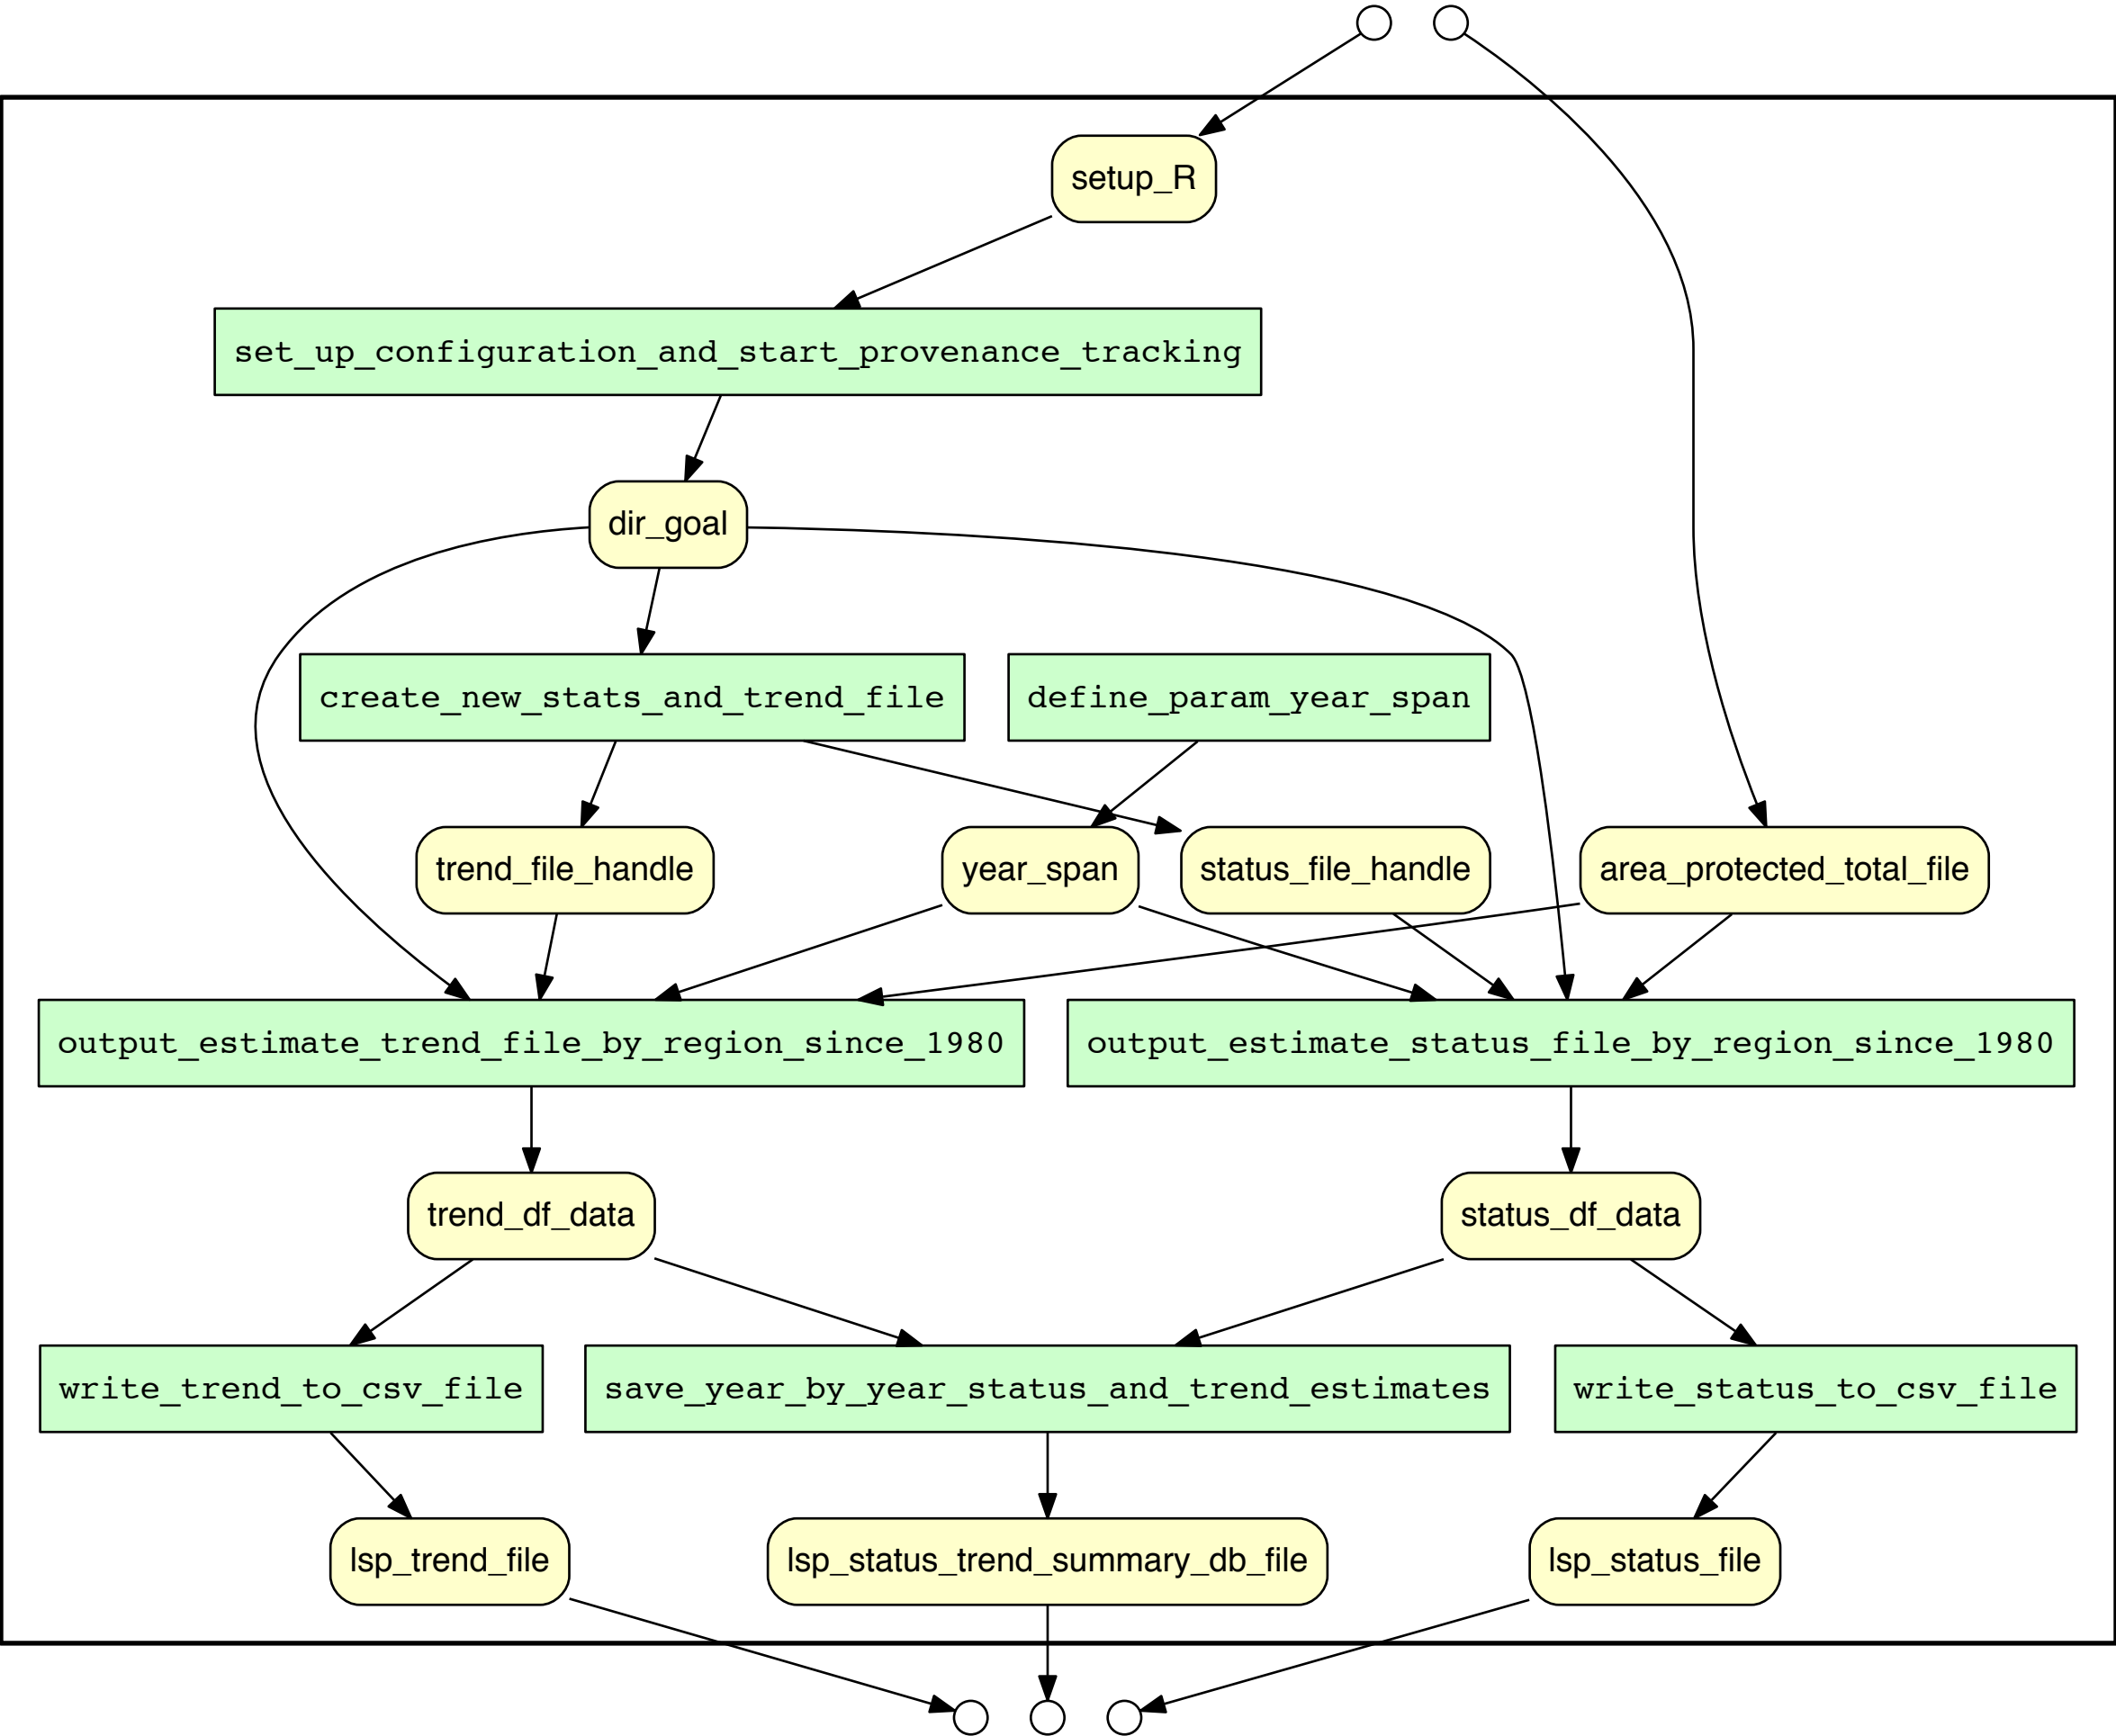 setup_R
set_up_configuration_and_start_provenance_tracking
dir_goal
create_new_stats_and_trend_file
define_param_year_span
trend_file_handle
year_span
status_file_handle
area_protected_total_file
output_estimate_trend_file_by_region_since_1980
output_estimate_status_file_by_region_since_1980
trend_df_data
status_df_data
write_trend_to_csv_file
save_year_by_year_status_and_trend_estimates
write_status_to_csv_file
lsp_trend_file
lsp_status_trend_summary_db_file
lsp_status_file